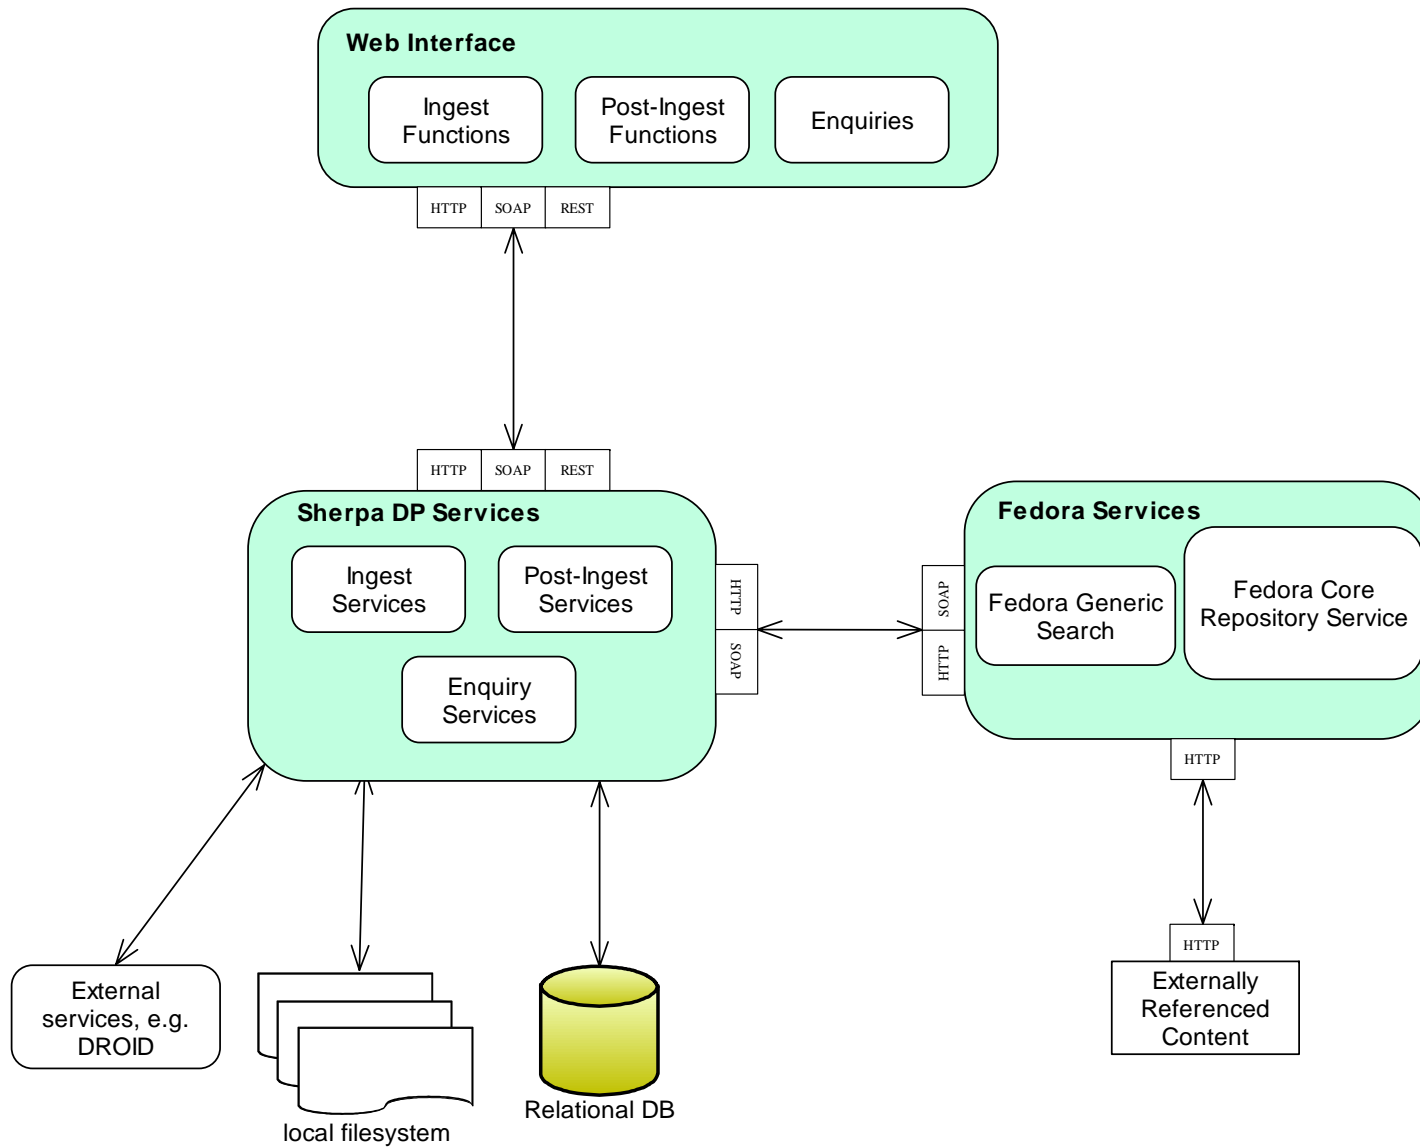 Web Interface
Ingest
Functions
Post-Ingest
Functions
Enquiries
HTTP
SOAP
REST
HTTP
SOAP
REST
Sherpa DP Services
Ingest
Services
Post-Ingest
Services
Enquiry
Services
HTTP
SOAP
SOAP
HTTP
Fedora Services
Fedora Generic
Search
Fedora Core
Repository Service
HTTP
HTTP
Externally
Referenced
Content
External
services, e.g.
DROID
local filesystem
Relational DB